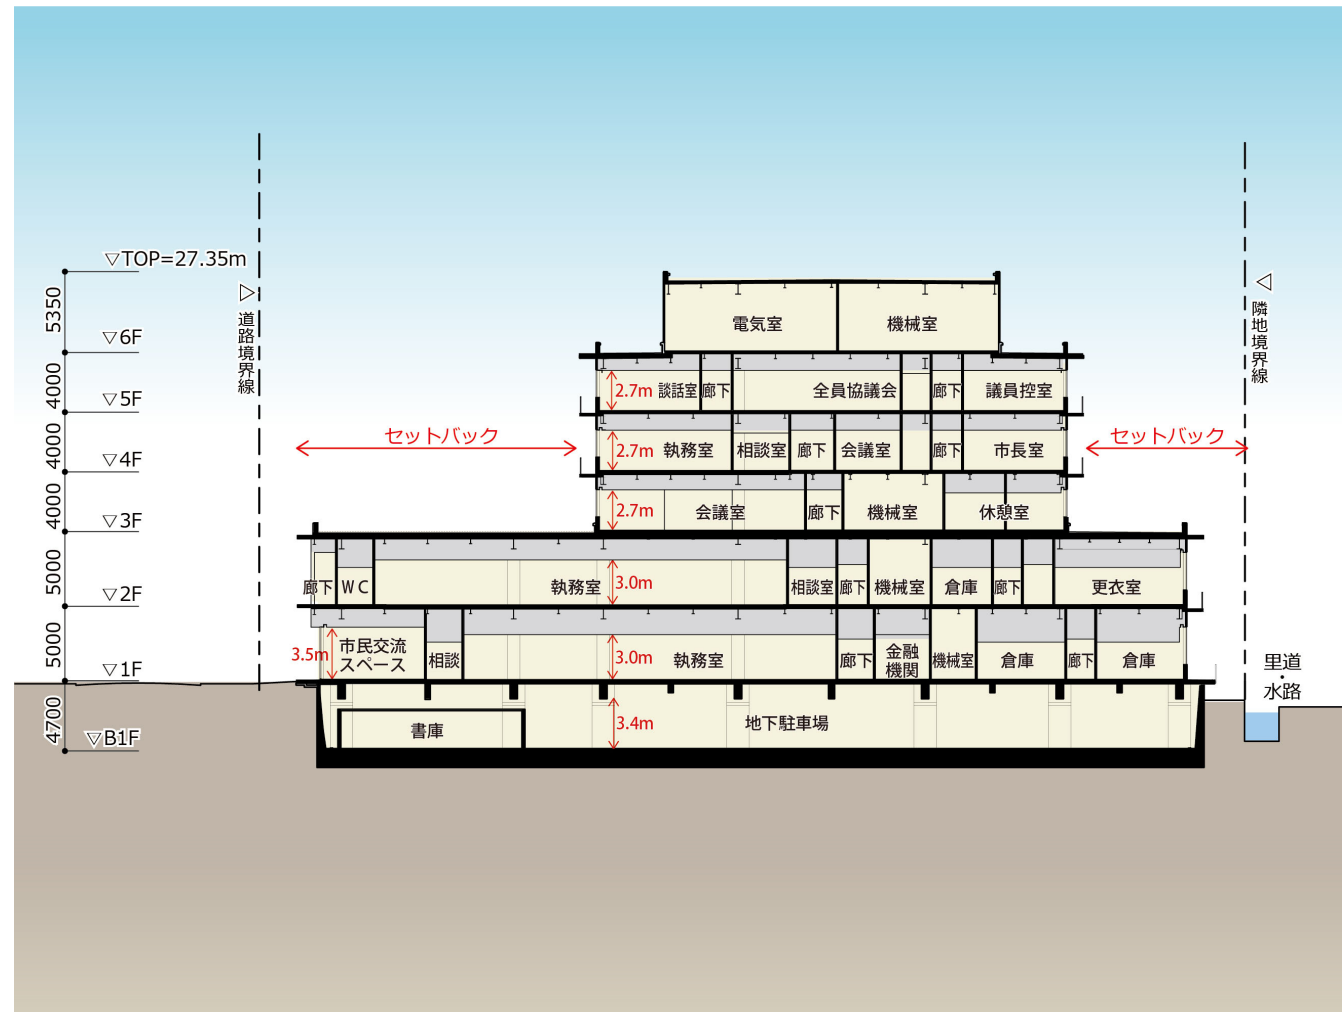 ▽TOP=27.35m
5350
▽6F
4000
▽5F
4000
▽4F
4000
▽3F
5000
▽2F
5000
▽1F
4700
▽B1F
道路境界線
隣地境界線
セットバック
セットバック
電気室
機械室
2.7m
談話室
廊下
全員協議会
廊下
議員控室
2.7m
執務室
相談室
廊下
会議室
廊下
市長室
2.7m
会議室
廊下
機械室
休憩室
廊下
WC
執務室
3.0m
相談室
廊下
機械室
倉庫
廊下
更衣室
3.5m
市民交流
スペース
相談
3.0m
執務室
廊下
金融
機関
機械室
倉庫
廊下
倉庫
書庫
3.4m
地下駐車場
里道
・
水路